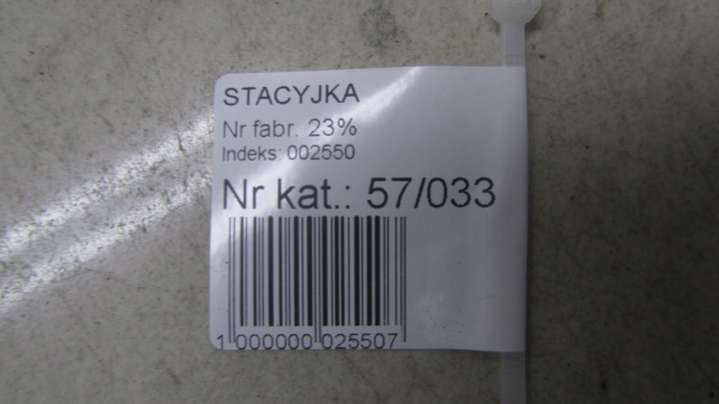 STACYJKA
Nr fabr. 23%
Indeks: 002550
Nr kat.: 57/033
1 000000 025507